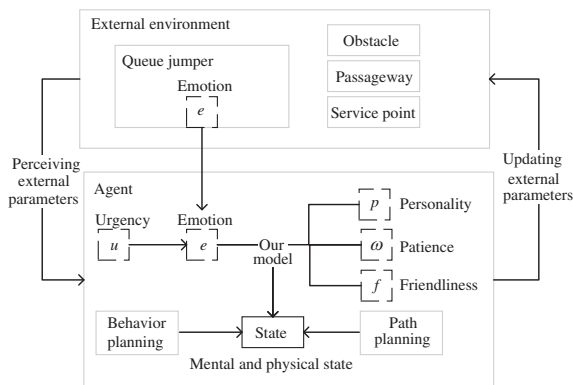 External environment
Queue jumper
Emotion
e
Obstacle
Passageway
Service point
Perceiving
external
parameters
Updating
external
parameters
Agent
Urgency
u
Emotion
e
Our
model
p
Personality
ω
Patience
f
Friendliness
Behavior
planning
State
Path
planning
Mental and physical state